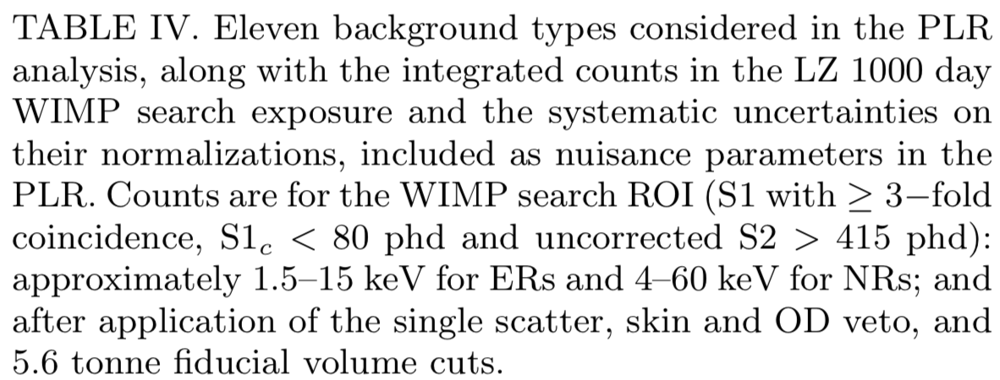 TABLE IV. Eleven background types considered in the PLR
analysis, along with the integrated counts in the LZ 1000 day
WIMP search exposure and the systematic uncertainties on
their normalizations, included as nuisance parameters in the
PLR. Counts are for the WIMP search ROI (S1 with ≥ 3−fold
coincidence, S1c < 80 phd and uncorrected S2 > 415 phd):
approximately 1.5–15 keV for ERs and 4–60 keV for NRs; and
after application of the single scatter, skin and OD veto, and
5.6 tonne fiducial volume cuts.